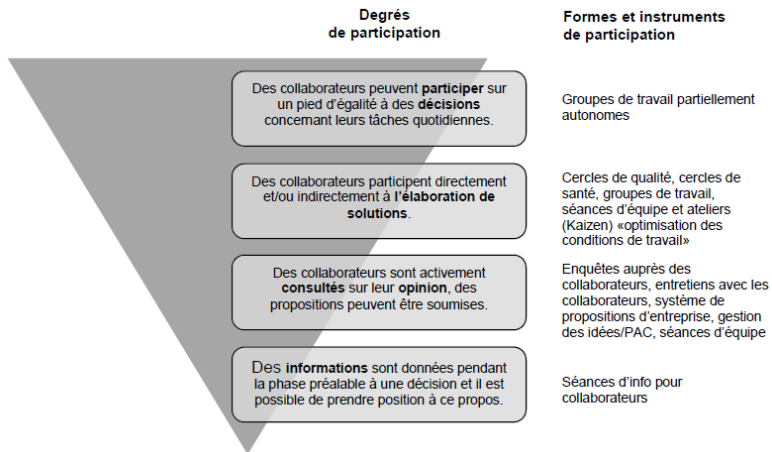 Degrés
de participation
Formes et instruments
de participation
Des collaborateurs peuvent participer sur
un pied d'égalité à des décisions
concernant leurs tâches quotidiennes.
Groupes de travail partiellement
autonomes
Des collaborateurs participent directement
et/ou indirectement à l'élaboration de
solutions.
Cercles de qualité, cercles de
santé, groupes de travail,
séances d'équipe et ateliers
(Kaizen) «optimisation des
conditions de travail»
Des collaborateurs sont activement
consultés sur leur opinion, des
propositions peuvent être soumises.
Enquêtes auprès des
collaborateurs, entretiens avec les
collaborateurs, système de
propositions d'entreprise, gestion
des idées/PAC, séances d'équipe
Des informations sont données pendant
la phase préalable à une décision et il est
possible de prendre position à ce propos.
Séances d'info pour
collaborateurs